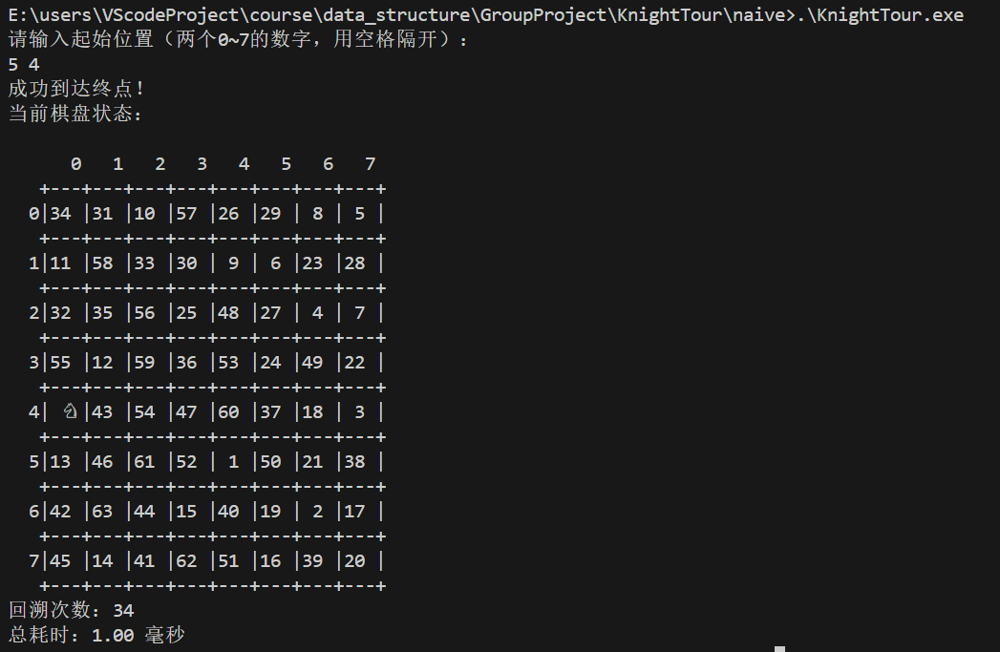 E:\users\VScodeProject\course\data_structure\GroupProject\KnightTour\naive>.\KnightTour.exe
请输入起始位置（两个0~7的数字，用空格隔开）：
5 4
成功到达终点！
当前棋盘状态：

      0   1   2   3   4   5   6   7
   +---+---+---+---+---+---+---+---+
  0|34 |31 |10 |57 |26 |29 | 8 | 5 |
   +---+---+---+---+---+---+---+---+
  1|11 |58 |33 |30 | 9 | 6 |23 |28 |
   +---+---+---+---+---+---+---+---+
  2|32 |35 |56 |25 |48 |27 | 4 | 7 |
   +---+---+---+---+---+---+---+---+
  3|55 |12 |59 |36 |53 |24 |49 |22 |
   +---+---+---+---+---+---+---+---+
  4| ♘|43 |54 |47 |60 |37 |18 | 3 |
   +---+---+---+---+---+---+---+---+
  5|13 |46 |61 |52 | 1 |50 |21 |38 |
   +---+---+---+---+---+---+---+---+
  6|42 |63 |44 |15 |40 |19 | 2 |17 |
   +---+---+---+---+---+---+---+---+
  7|45 |14 |41 |62 |51 |16 |39 |20 |
   +---+---+---+---+---+---+---+---+
回溯次数：34
总耗时：1.00 毫秒